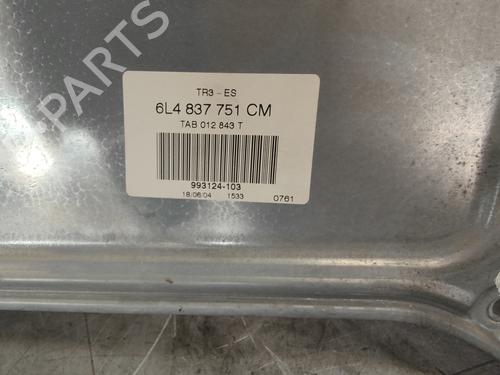 PARTS
TR3 - ES
6L4 837 751 CM
TAB 012 843 T
993124-103
18/06/04 1533 0761